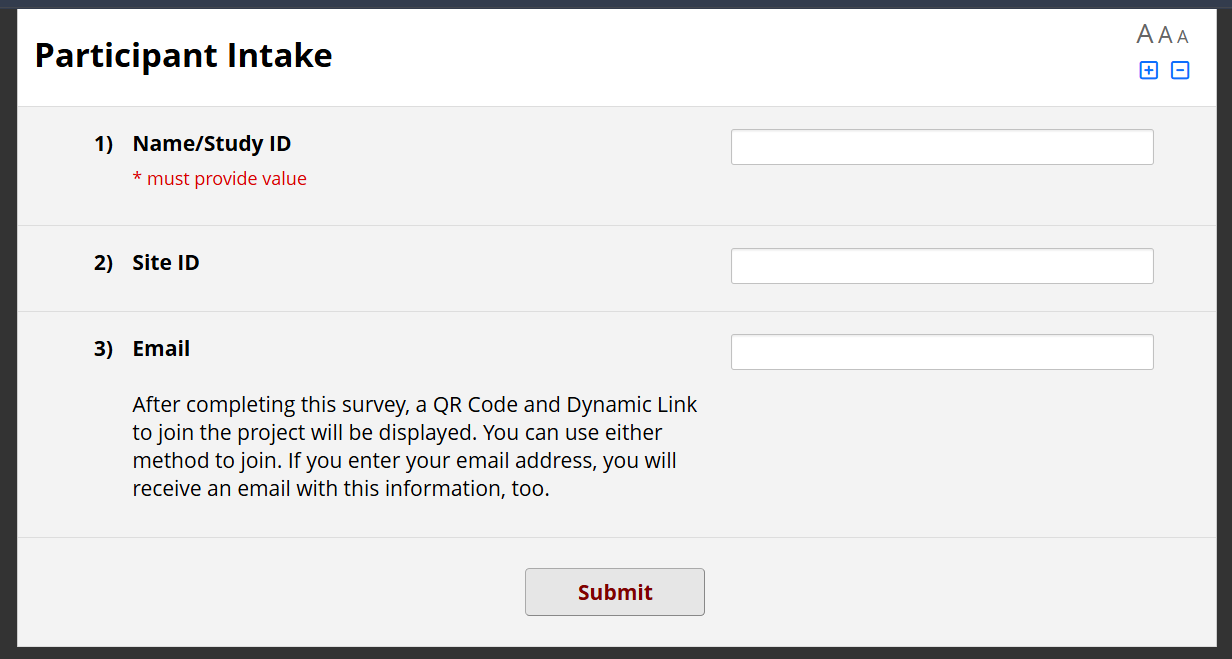 Participant Intake
A A A
1) Name/Study ID
* must provide value
2) Site ID
3) Email
After completing this survey, a QR Code and Dynamic Link
to join the project will be displayed. You can use either
method to join. If you enter your email address, you will
receive an email with this information, too.
Submit